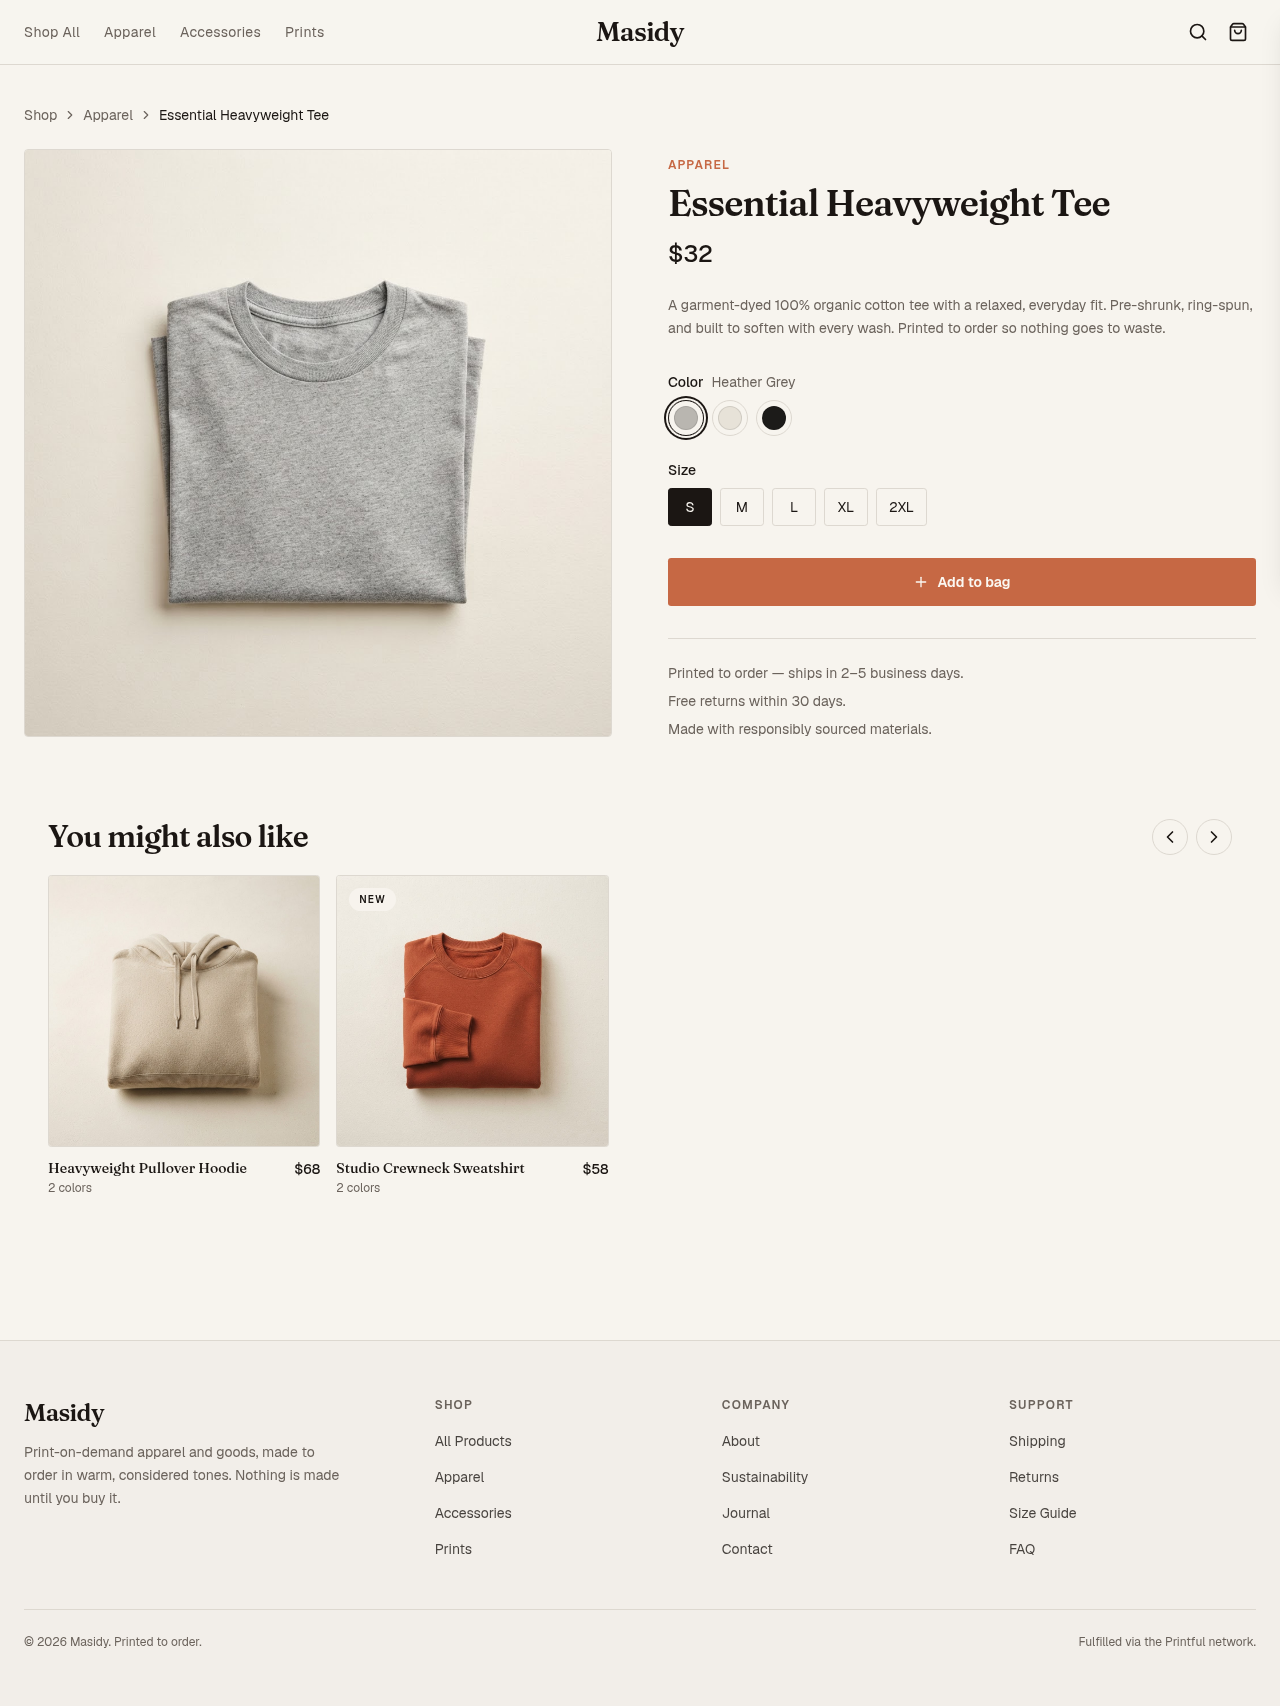 Shop All Apparel Accessories Prints Masidy
Shop Apparel Essential Heavyweight Tee
APPAREL
Essential Heavyweight Tee
$32
A garment-dyed 100% organic cotton tee with a relaxed, everyday fit. Pre-shrunk, ring-spun,
and built to soften with every wash. Printed to order so nothing goes to waste.
Color Heather Grey
Size
S M L XL 2XL
Add to bag
Printed to order — ships in 2–5 business days.
Free returns within 30 days.
Made with responsibly sourced materials.
You might also like
NEW
Heavyweight Pullover Hoodie $68
2 colors
Studio Crewneck Sweatshirt $58
2 colors
Masidy
Print-on-demand apparel and goods, made to
order in warm, considered tones. Nothing is made
until you buy it.
SHOP
All Products
Apparel
Accessories
Prints
COMPANY
About
Sustainability
Journal
Contact
SUPPORT
Shipping
Returns
Size Guide
FAQ
© 2026 Masidy. Printed to order.
Fulfilled via the Printful network.